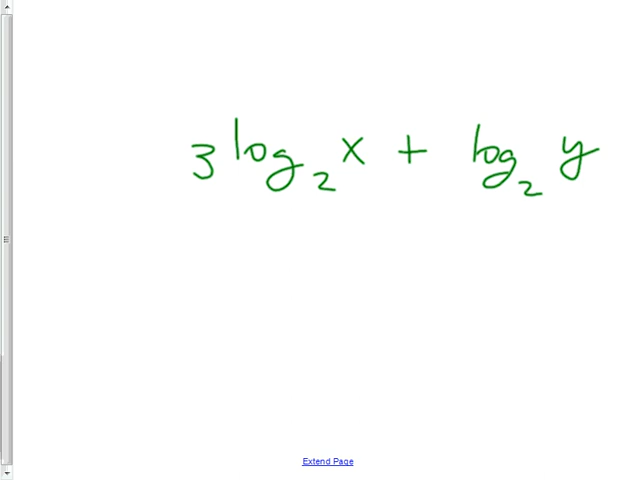 3 log₂ x + log₂ y
Extend Page